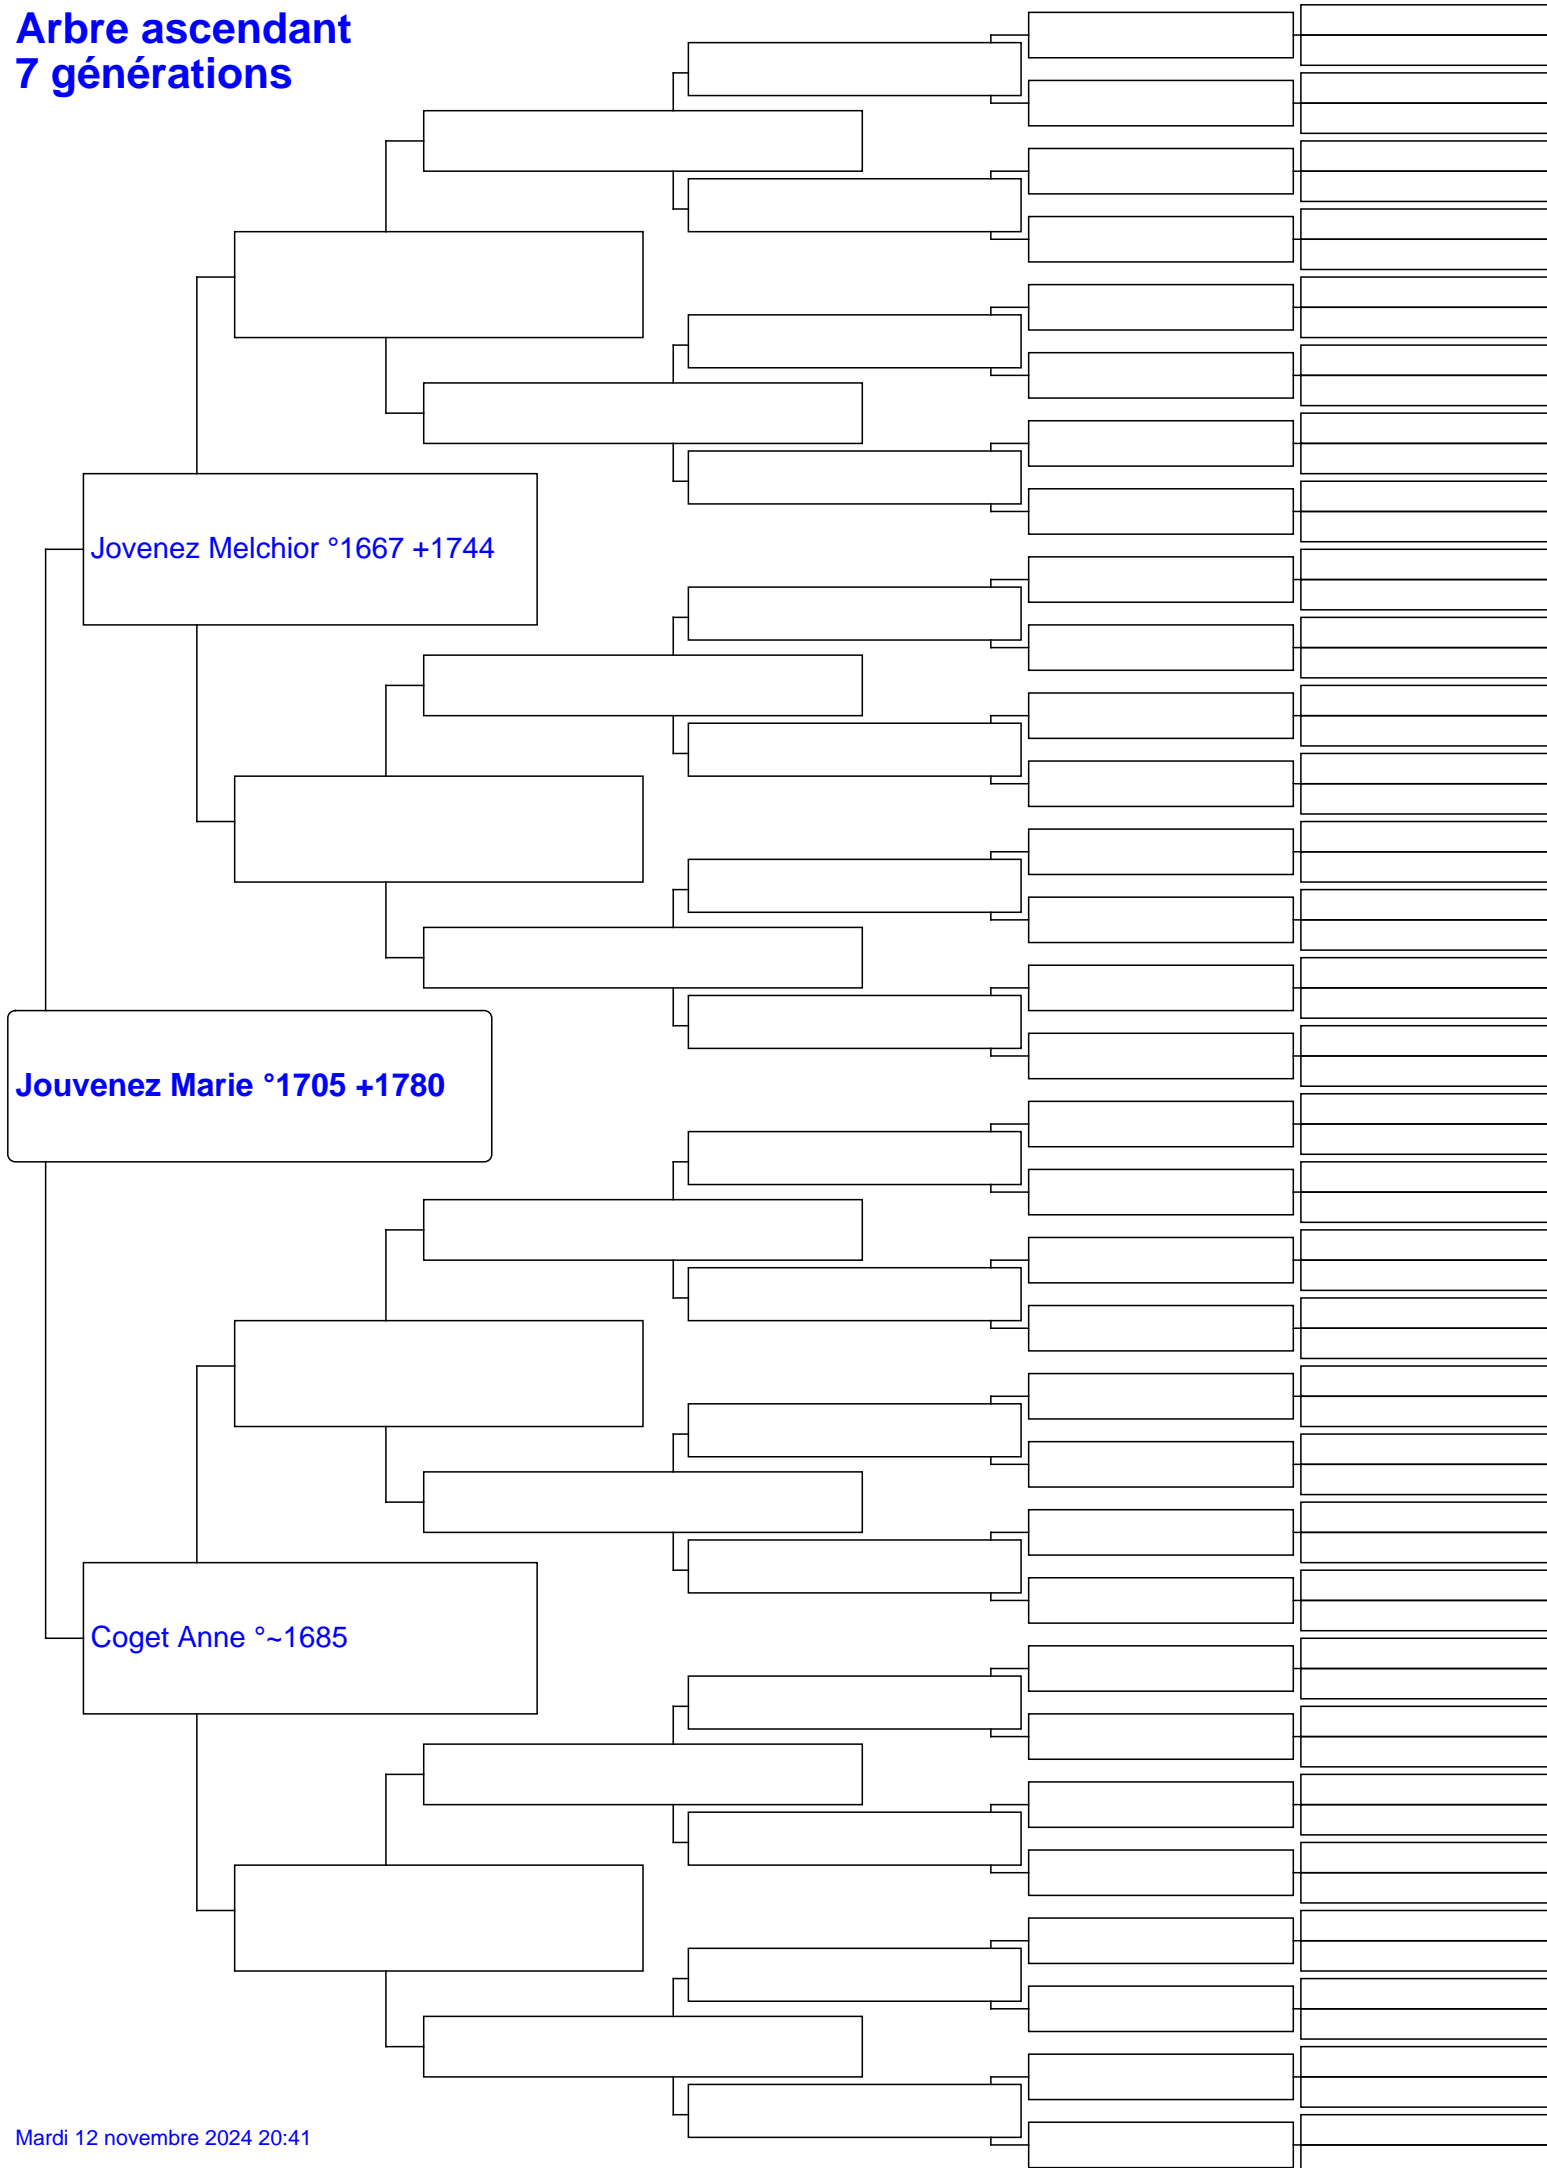 Arbre ascendant
7 générations
Jovenez Melchior °1667 +1744
Jouvenez Marie °1705 +1780
Coget Anne °~1685
Mardi 12 novembre 2024 20:41